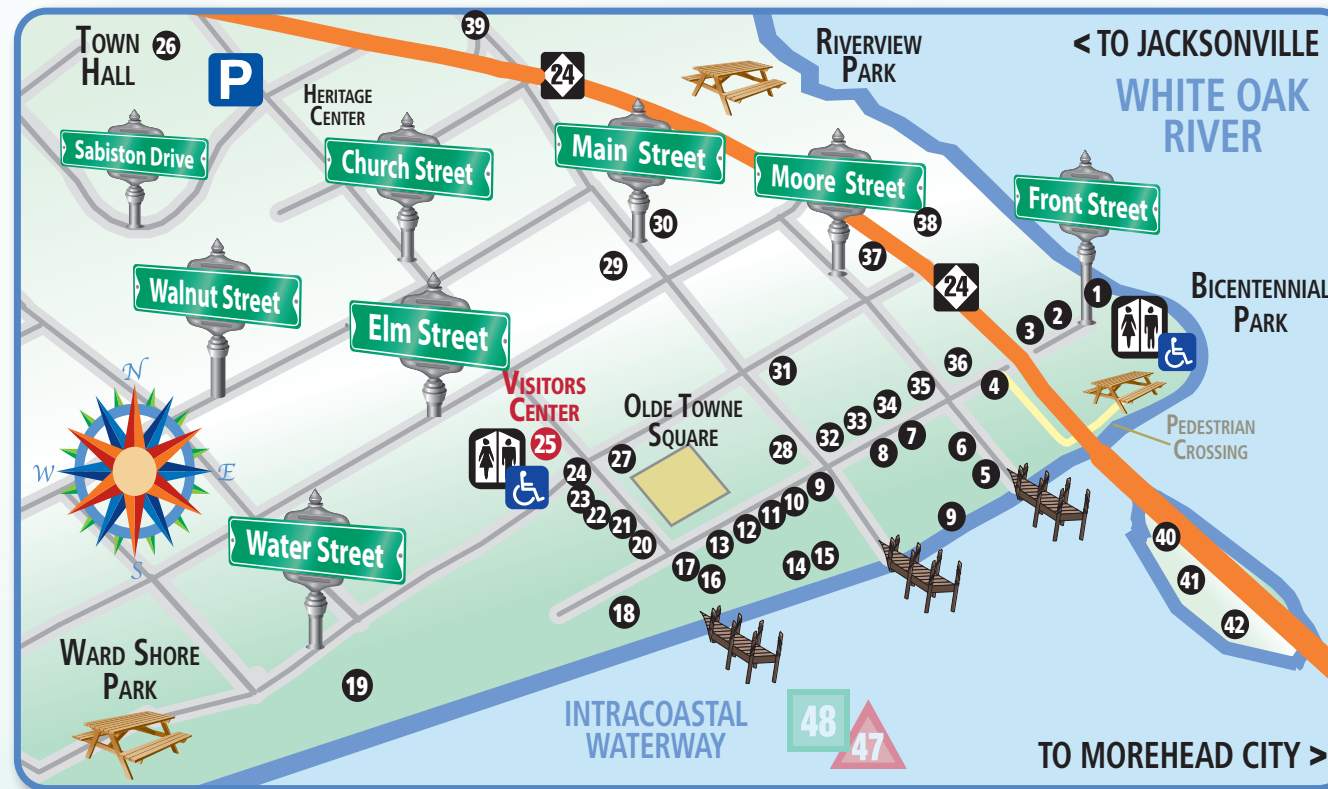 TOWN
HALL
26
P
39
24
HERITAGE
CENTER
RIVERVIEW
PARK
< TO JACKSONVILLE
WHITE OAK
RIVER
Sabiston Drive
Church Street
Main Street
Moore Street
Front Street
30
38
29
37
Walnut Street
24
1
2
3
BICENTENNIAL
PARK
Elm Street
N
W
E
S
VISITORS
CENTER
25
OLDE TOWNE
SQUARE
31
36
35
4
34
33
32
7
8
28
6
5
PEDESTRIAN
CROSSING
27
24
23
22
21
20
9
10
11
12
13
9
Water Street
17
16
14
15
18
40
41
42
WARD SHORE
PARK
19
INTRACOASTAL
WATERWAY
48
47
TO MOREHEAD CITY >